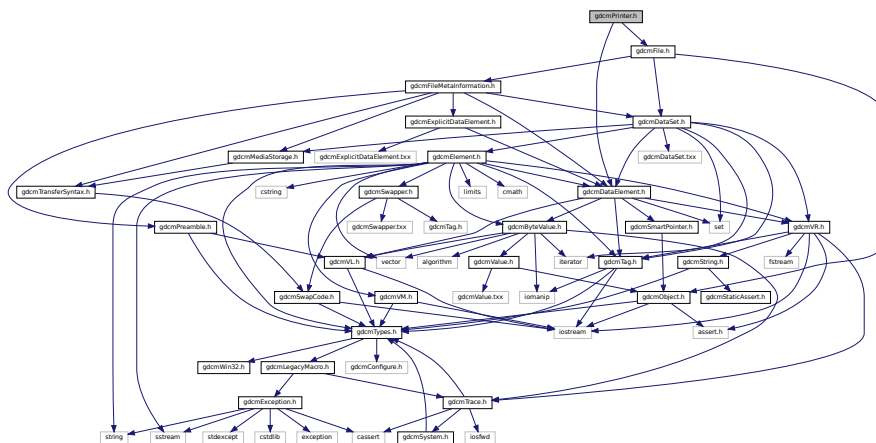 gdcmPrinter.h
gdcmFile.h
gdcmFileMetaInformation.h
gdcmExplicitDataElement.h
gdcmDataSet.h
gdcmMediaStorage.h
gdcmExplicitDataElement.txx
gdcmElement.h
gdcmDataSet.txx
gdcmTransferSyntax.h
cstring
gdcmSwapper.h
limits
cmath
gdcmDataElement.h
gdcmPreamble.h
gdcmSwapper.txx
gdcmTag.h
gdcmByteValue.h
gdcmSmartPointer.h
set
gdcmVR.h
gdcmVL.h
vector
algorithm
gdcmValue.h
iterator
gdcmTag.h
gdcmString.h
fstream
gdcmSwapCode.h
gdcmVM.h
gdcmValue.txx
iomanip
gdcmObject.h
gdcmStaticAssert.h
gdcmTypes.h
iostream
assert.h
gdcmWin32.h
gdcmLegacyMacro.h
gdcmConfigure.h
gdcmException.h
gdcmTrace.h
string
sstream
stdexcept
cstdlib
exception
cassert
gdcmSystem.h
iosfwd